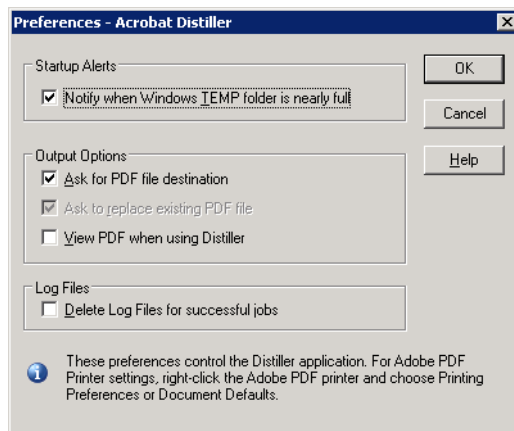 Preferences - Acrobat Distiller
Startup Alerts
Notify when Windows TEMP folder is nearly full
OK
Cancel
Help
Output Options
Ask for PDF file destination
Ask to replace existing PDF file
View PDF when using Distiller
Log Files
Delete Log Files for successful jobs
These preferences control the Distiller application. For Adobe PDF
Printer settings, right-click the Adobe PDF printer and choose Printing
Preferences or Document Defaults.